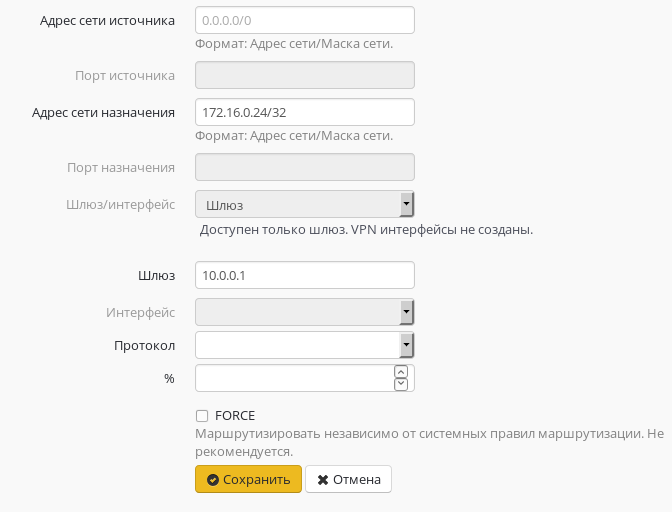 Адрес сети источника 0.0.0.0/0
Формат: Адрес сети/Маска сети.
Порт источника
Адрес сети назначения 172.16.0.24/32
Формат: Адрес сети/Маска сети.
Порт назначения
Шлюз/интерфейс Шлюз
Доступен только шлюз. VPN интерфейсы не созданы.
Шлюз 10.0.0.1
Интерфейс
Протокол
%
FORCE
Маршрутизировать независимо от системных правил маршрутизации. Не
рекомендуется.
Сохранить Отмена